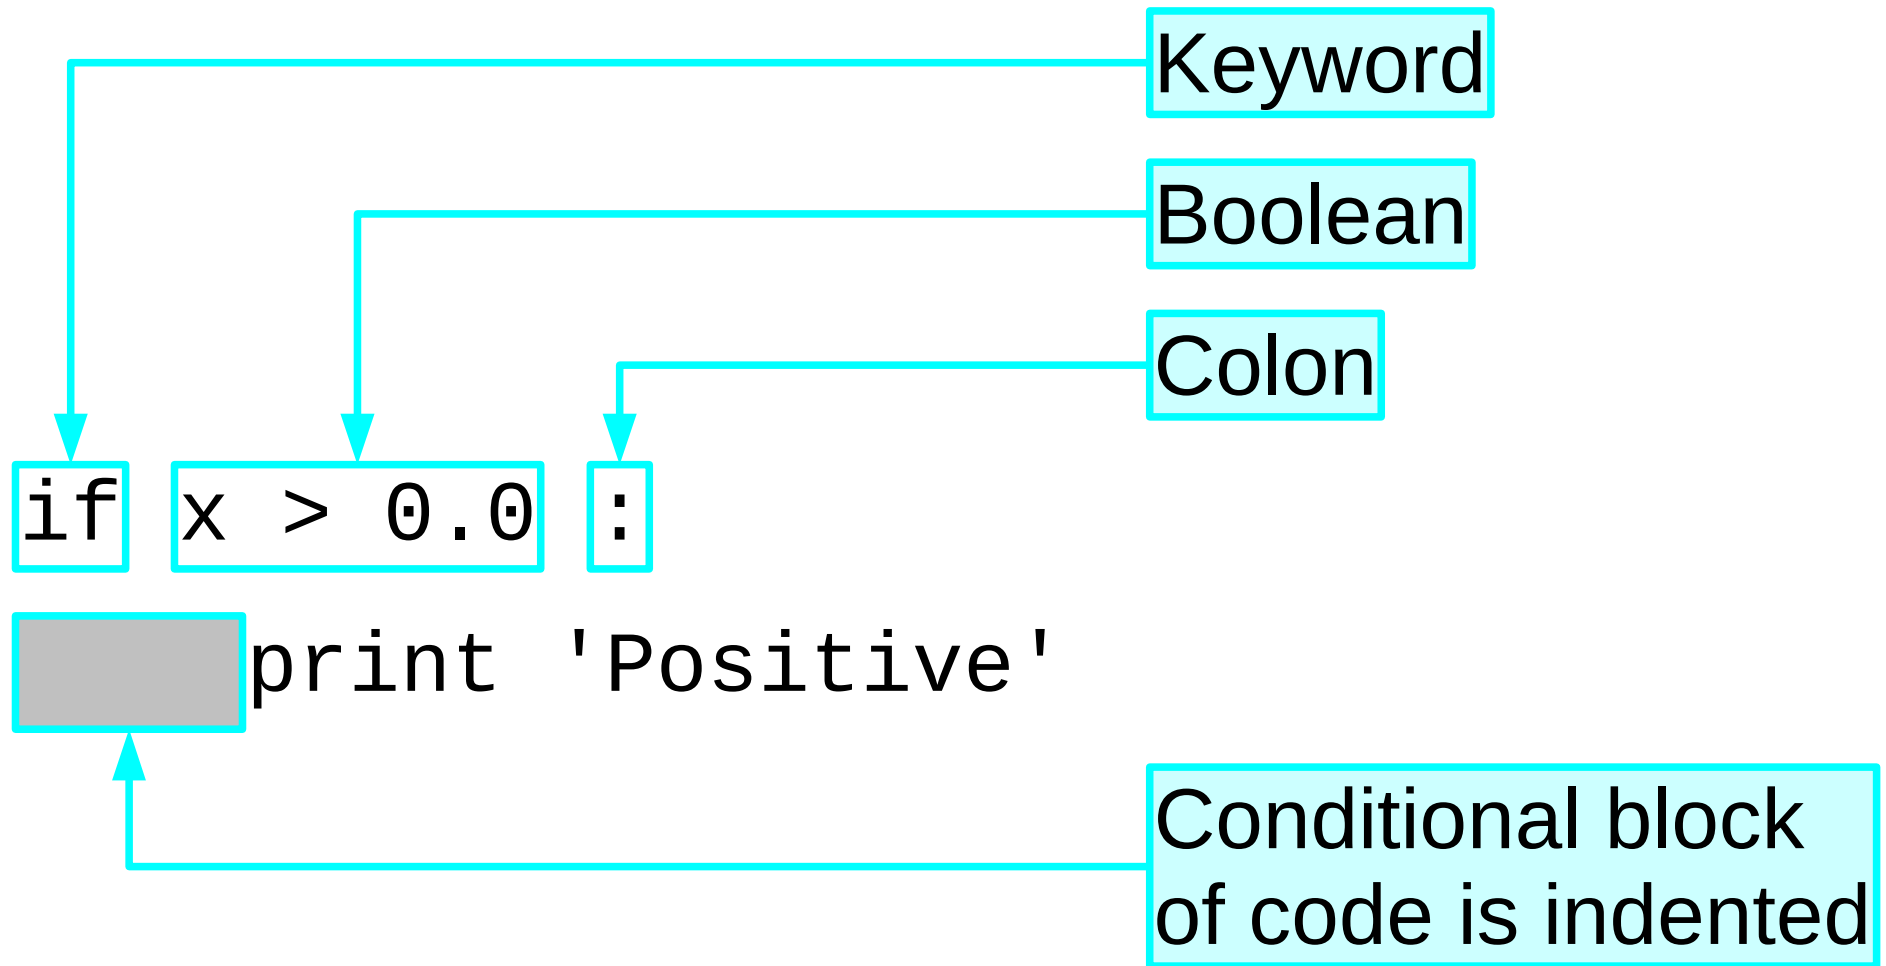 Keyword
Boolean
Colon
if x > 0.0 :
print 'Positive'
Conditional block
of code is indented